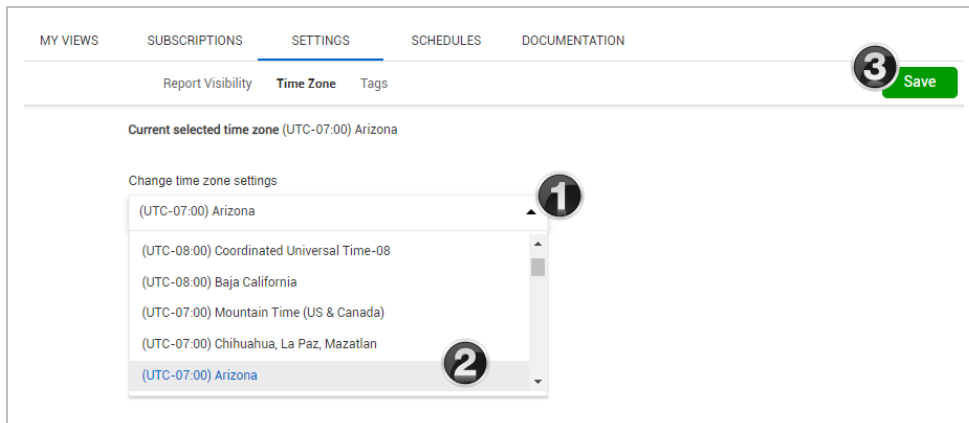 MY VIEWS SUBSCRIPTIONS SETTINGS SCHEDULES DOCUMENTATION
Report Visibility Time Zone Tags
3 Save
Current selected time zone (UTC-07:00) Arizona
Change time zone settings
(UTC-07:00) Arizona 1
(UTC-08:00) Coordinated Universal Time-08
(UTC-08:00) Baja California
(UTC-07:00) Mountain Time (US & Canada)
(UTC-07:00) Chihuahua, La Paz, Mazatlan
(UTC-07:00) Arizona 2